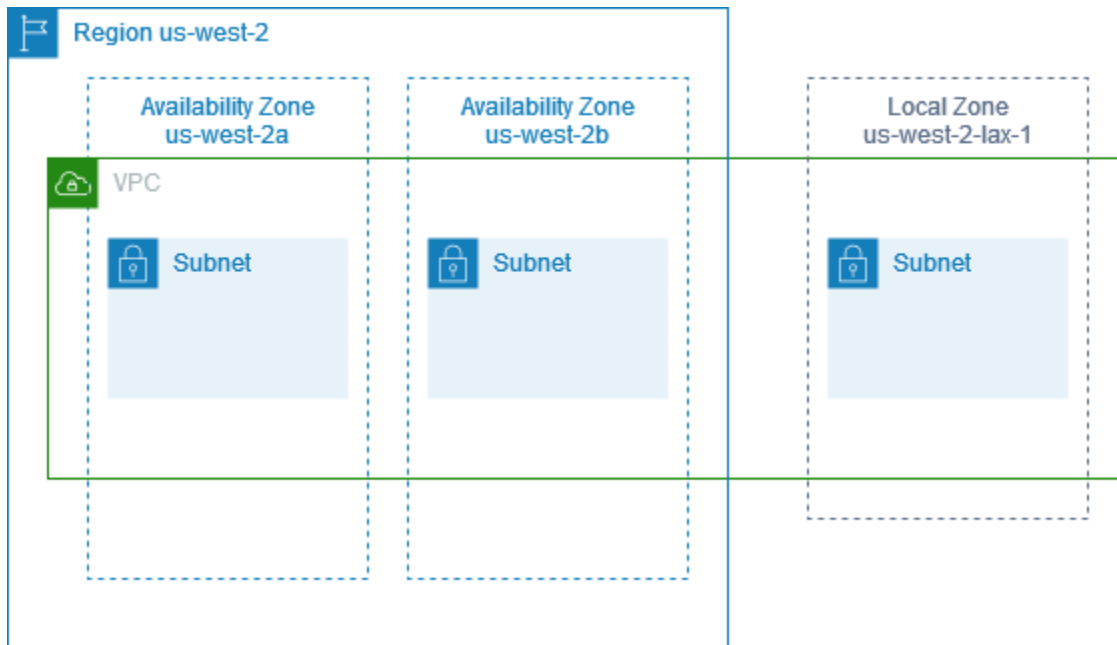 Region us-west-2
Availability Zone
us-west-2a
Availability Zone
us-west-2b
Local Zone
us-west-2-lax-1
VPC
Subnet
Subnet
Subnet